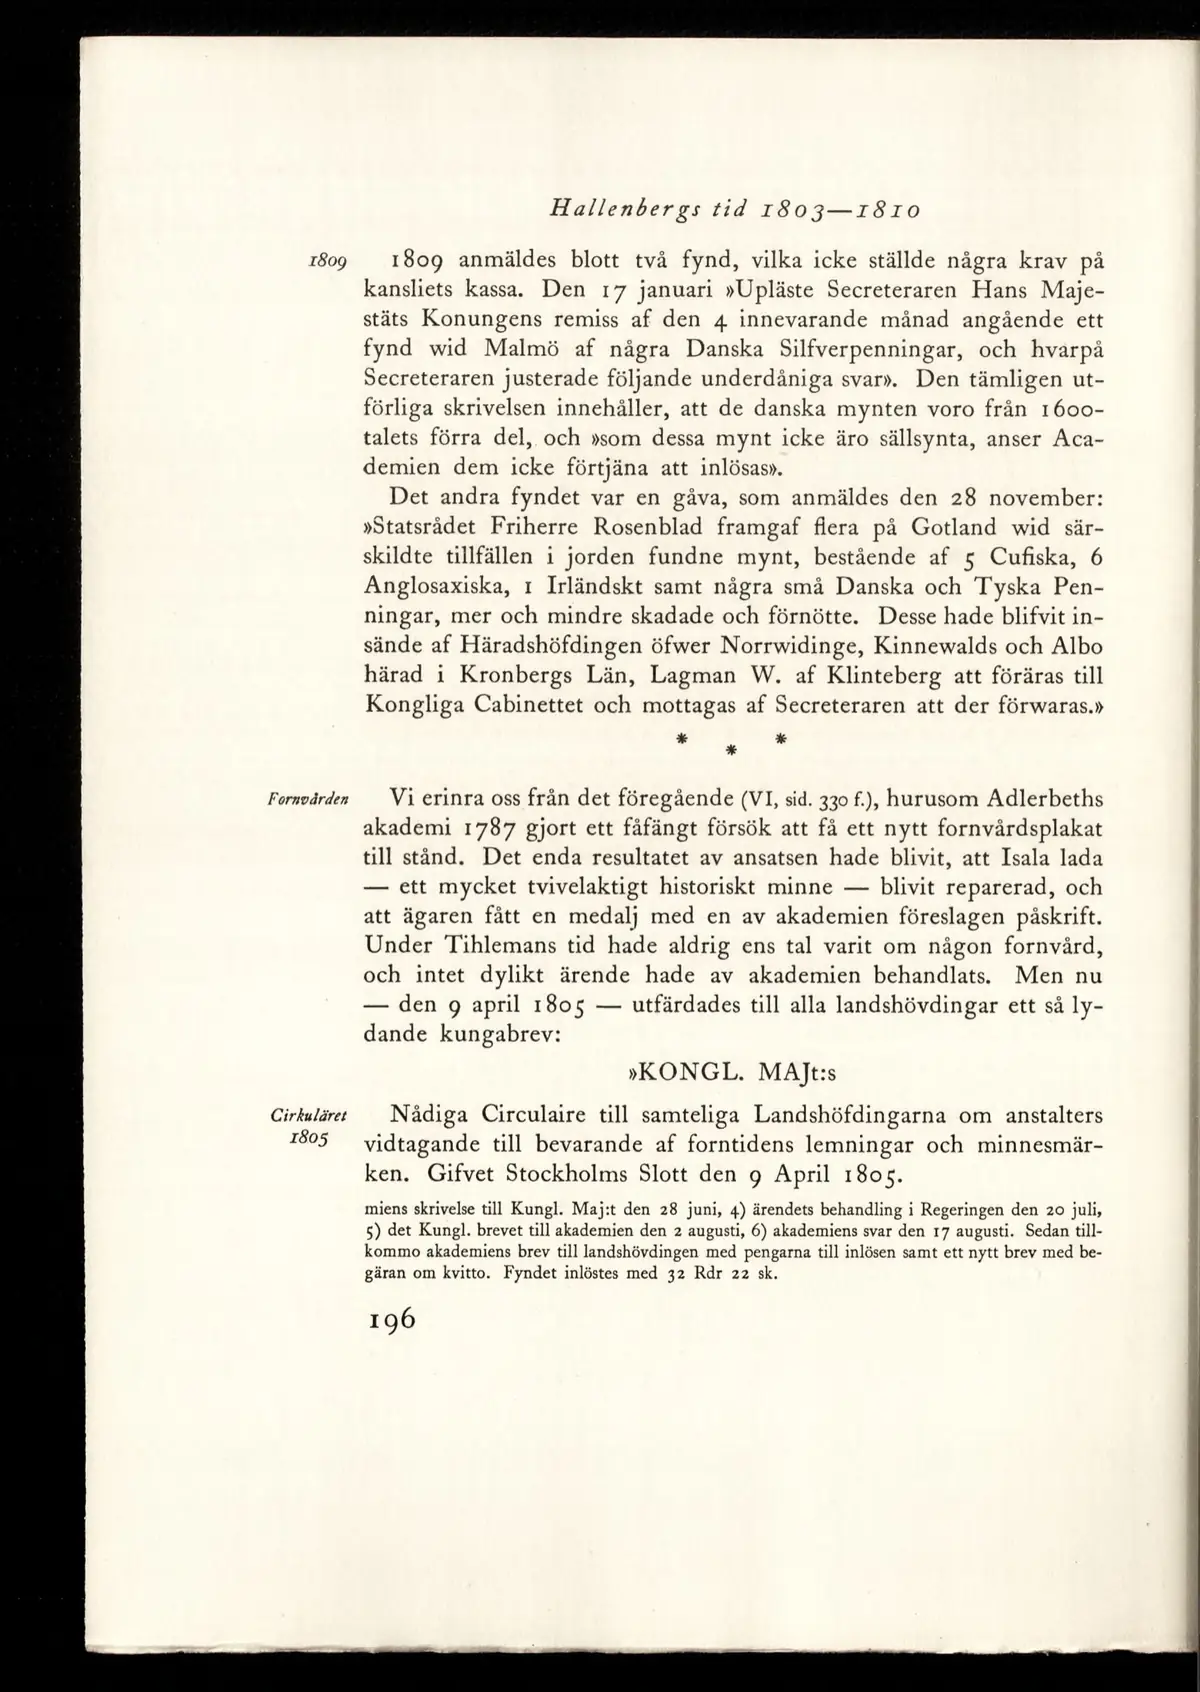 Hallenbergs tid 1803—1810
1809 1809 anmäldes blott två fynd, vilka icke ställde några krav på
kansliets kassa. Den 17 januari »Upläste Secreteraren Hans Maje-
stäts Konungens remiss af den 4 innevarande månad angående ett
fynd wid Malmö af några Danska Silfverpenningar, och hvarpå
Secreteraren justerade följande underdåniga svar». Den tämligen ut-
förliga skrivelsen innehåller, att de danska mynten voro från 1600-
talets förra del, och »som dessa mynt icke äro sällsynta, anser Aca-
demien dem icke förtjäna att inlösas».
Det andra fyndet var en gåva, som anmäldes den 28 november:
»Statsrådet Friherre Rosenblad framgaf flera på Gotland wid sär-
skildte tillfällen i jorden fundne mynt, bestående af 5 Cufiska, 6
Anglosaxiska, 1 Irländskt samt några små Danska och Tyska Pen-
ningar, mer och mindre skadade och förnötte. Desse hade blifvit in-
sände af Häradshöfdingen öfwer Norrwidinge, Kinnewalds och Albo
härad i Kronbergs Län, Lagman W. af Klinteberg att föräras till
Kongliga Cabinettet och mottagas af Secreteraren att der förwaras.»
* * *
Fornvården Vi erinra oss från det föregående (VI, sid. 330 f.), hurusom Adlerbeths
akademi 1787 gjort ett fåfängt försök att få ett nytt fornvårdsplakat
till stånd. Det enda resultatet av ansatsen hade blivit, att Isala lada
— ett mycket tvivelaktigt historiskt minne — blivit reparerad, och
att ägaren fått en medalj med en av akademien föreslagen påskrift.
Under Tihlemans tid hade aldrig ens tal varit om någon fornvård,
och intet dylikt ärende hade av akademien behandlats. Men nu
— den 9 april 1805 — utfärdades till alla landshövdingar ett så ly-
dande kungabrev:
»KONGL. MAJt:s
Cirkuläret Nådiga Circulaire till samteliga Landshöfdingarna om anstalters
1805 vidtagande till bevarande af forntidens lemningar och minnesmär-
ken. Gifvet Stockholms Slott den 9 April 1805.
miens skrivelse till Kungl. Maj:t den 28 juni, 4) ärendets behandling i Regeringen den 20 juli,
5) det Kungl. brevet till akademien den 2 augusti, 6) akademiens svar den 17 augusti. Sedan till-
kommo akademiens brev till landshövdingen med pengarna till inlösen samt ett nytt brev med be-
gäran om kvitto. Fyndet inlöstes med 32 Rdr 22 sk.
196